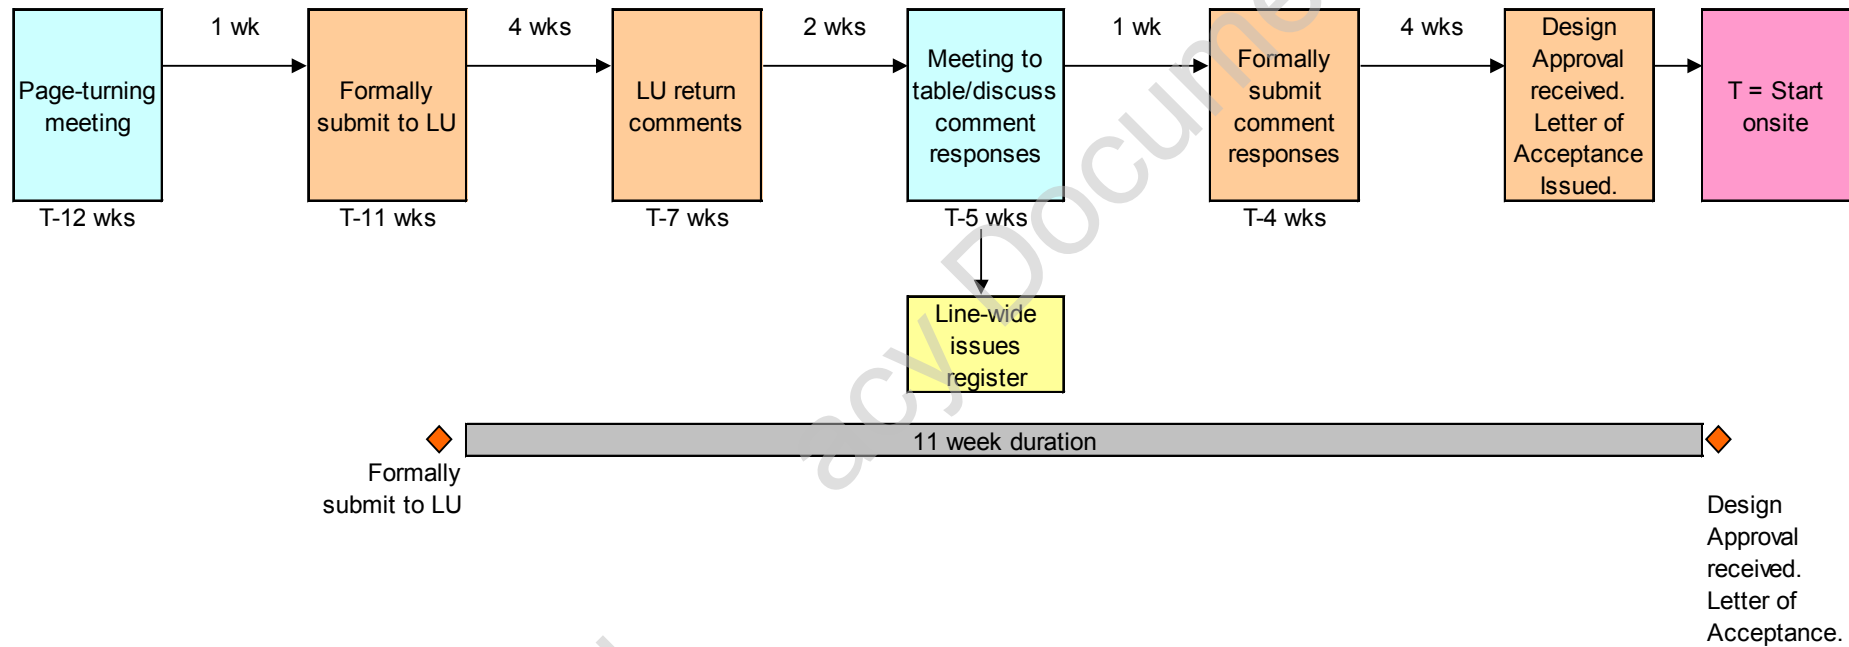 1 wk
4 wks
2 wks
1 wk
4 wks
Page-turning
meeting
Formally
submit to LU
LU return
comments
Meeting to
table/discuss
comment
responses
Formally
submit
comment
responses
Design
Approval
received.
Letter of
Acceptance
Issued.
T = Start
onsite
T-12 wks
T-11 wks
T-7 wks
T-5 wks
T-4 wks
Line-wide
issues
register
11 week duration
Formally
submit to LU
Design
Approval
received.
Letter of
Acceptance.
acy Docume